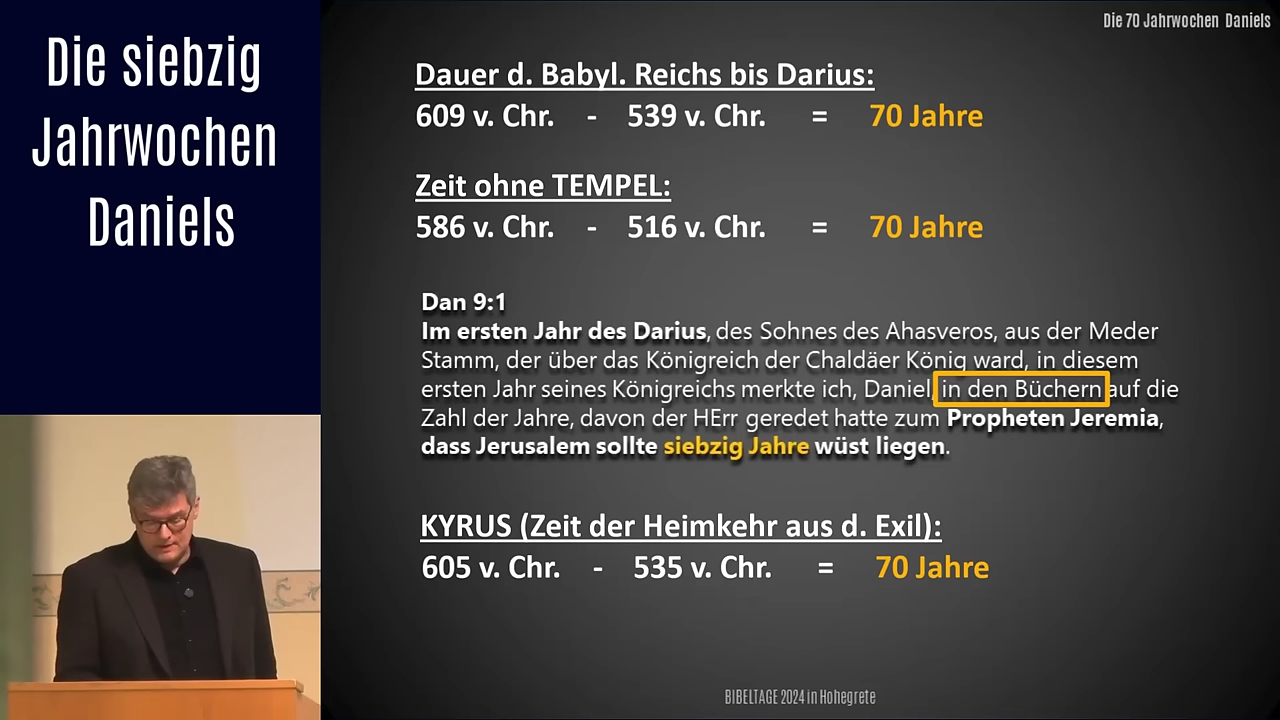 Die siebzig
Jahrwochen
Daniels
Die 70 Jahrwochen Daniels
Dauer d. Babyl. Reichs bis Darius:
609 v. Chr. - 539 v. Chr. = 70 Jahre
Zeit ohne TEMPEL:
586 v. Chr. - 516 v. Chr. = 70 Jahre
Dan 9:1
Im ersten Jahr des Darius, des Sohnes des Ahasveros, aus der Meder
Stamm, der über das Königreich der Chaldäer König ward, in diesem
ersten Jahr seines Königreichs merkte ich, Daniel, in den Büchern auf die
Zahl der Jahre, davon der HErr geredet hatte zum Propheten Jeremia,
dass Jerusalem sollte siebzig Jahre wüst liegen.
KYRUS (Zeit der Heimkehr aus d. Exil):
605 v. Chr. - 535 v. Chr. = 70 Jahre
BIBELTAGE 2024 in Hohegrete